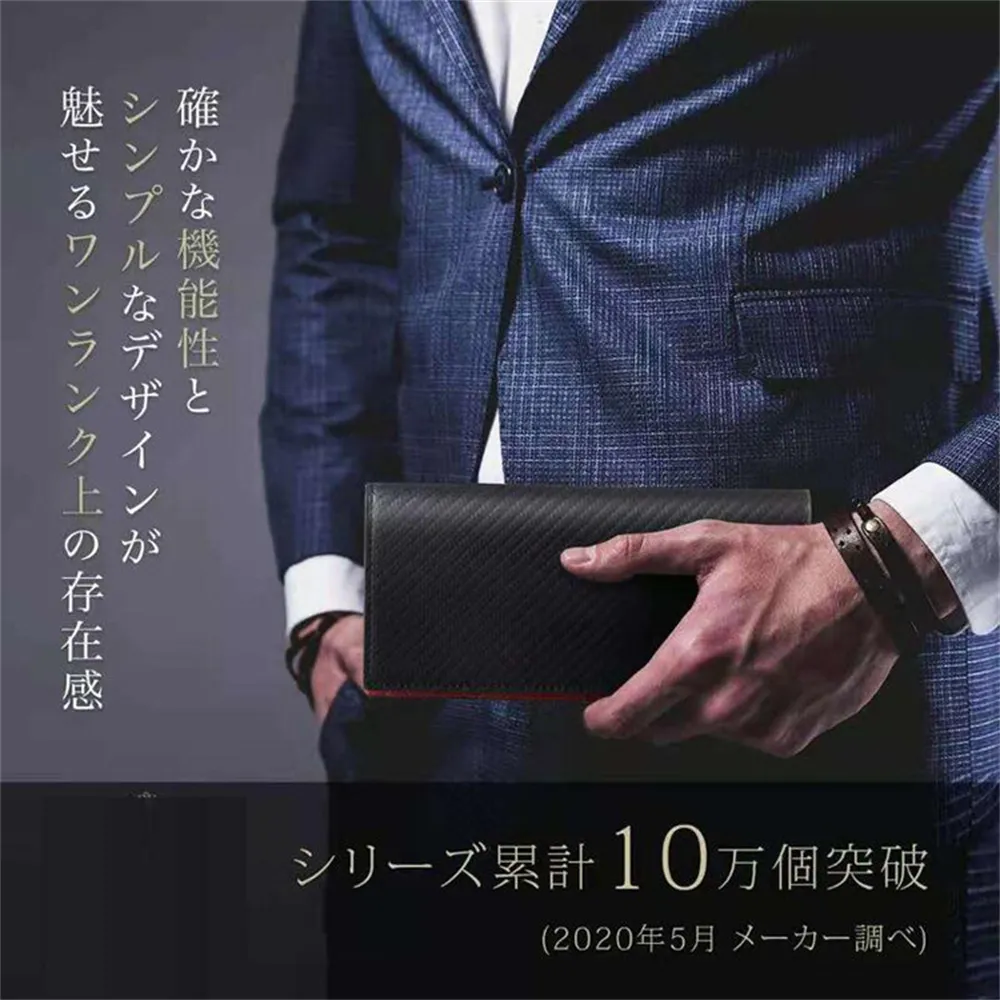 確かな機能性と
シンプルなデザインが
魅せるワンランク上の存在感
シリーズ累計10万個突破
(2020年5月 メーカー調べ)